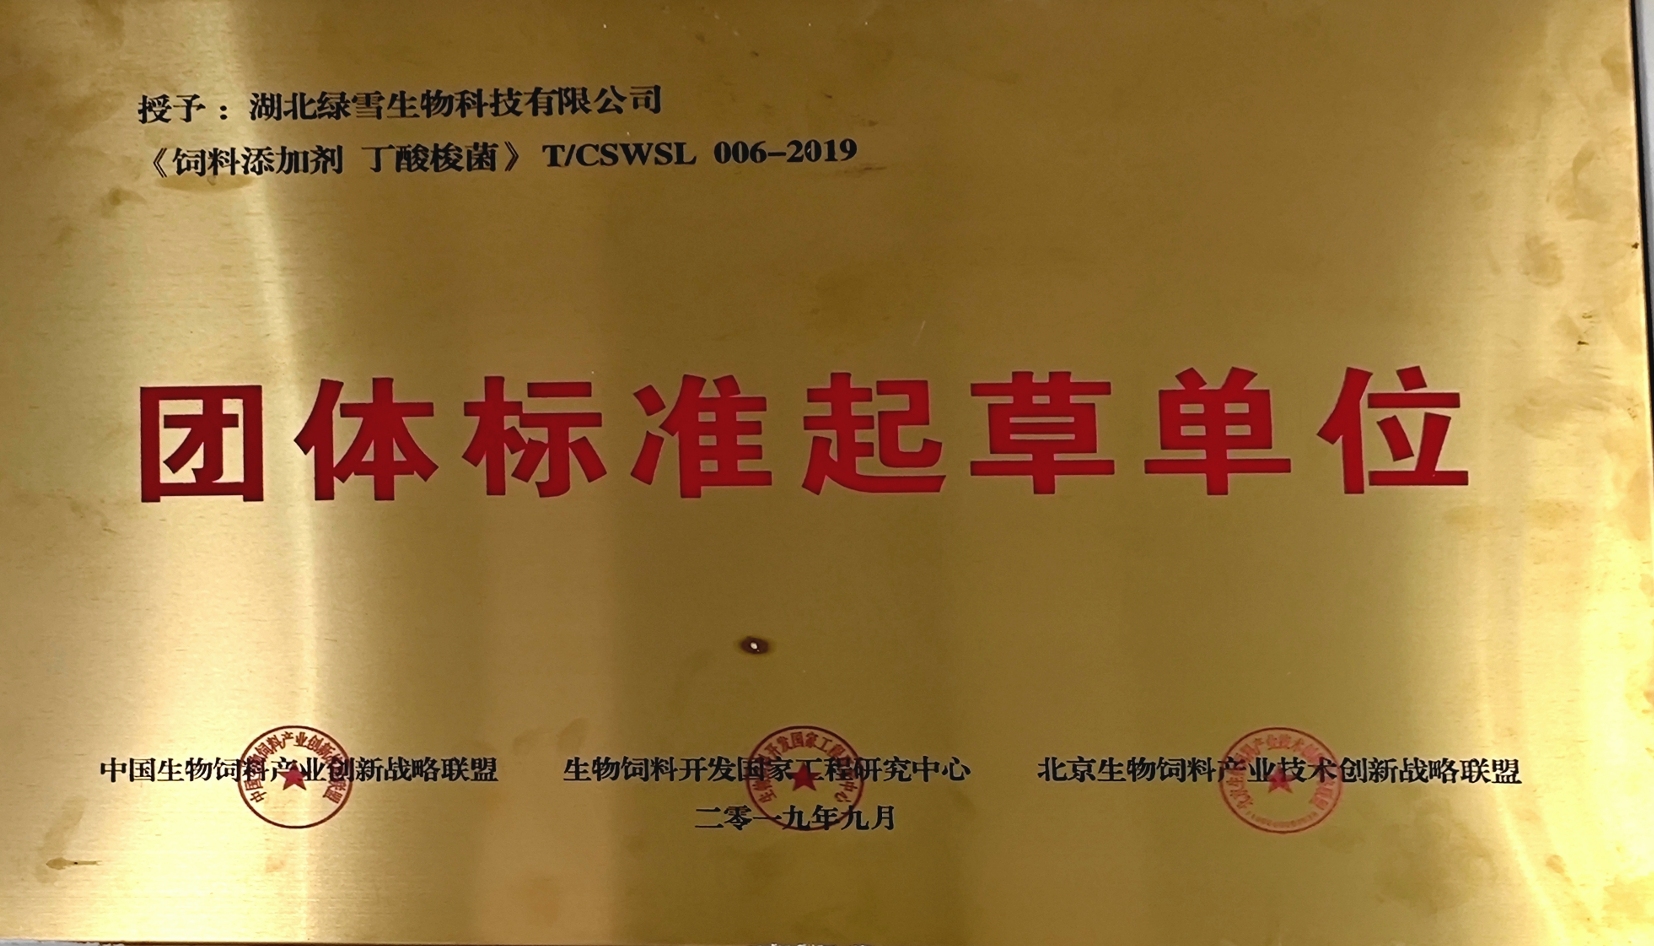 授予：湖北绿雪生物科技有限公司
《饲料添加剂 丁酸梭菌》T/CSWSL 006-2019
团体标准起草单位
中国生物饲料产业创新战略联盟 生物饲料开发国家工程研究中心 北京生物饲料产业技术创新战略联盟
二零一九年九月